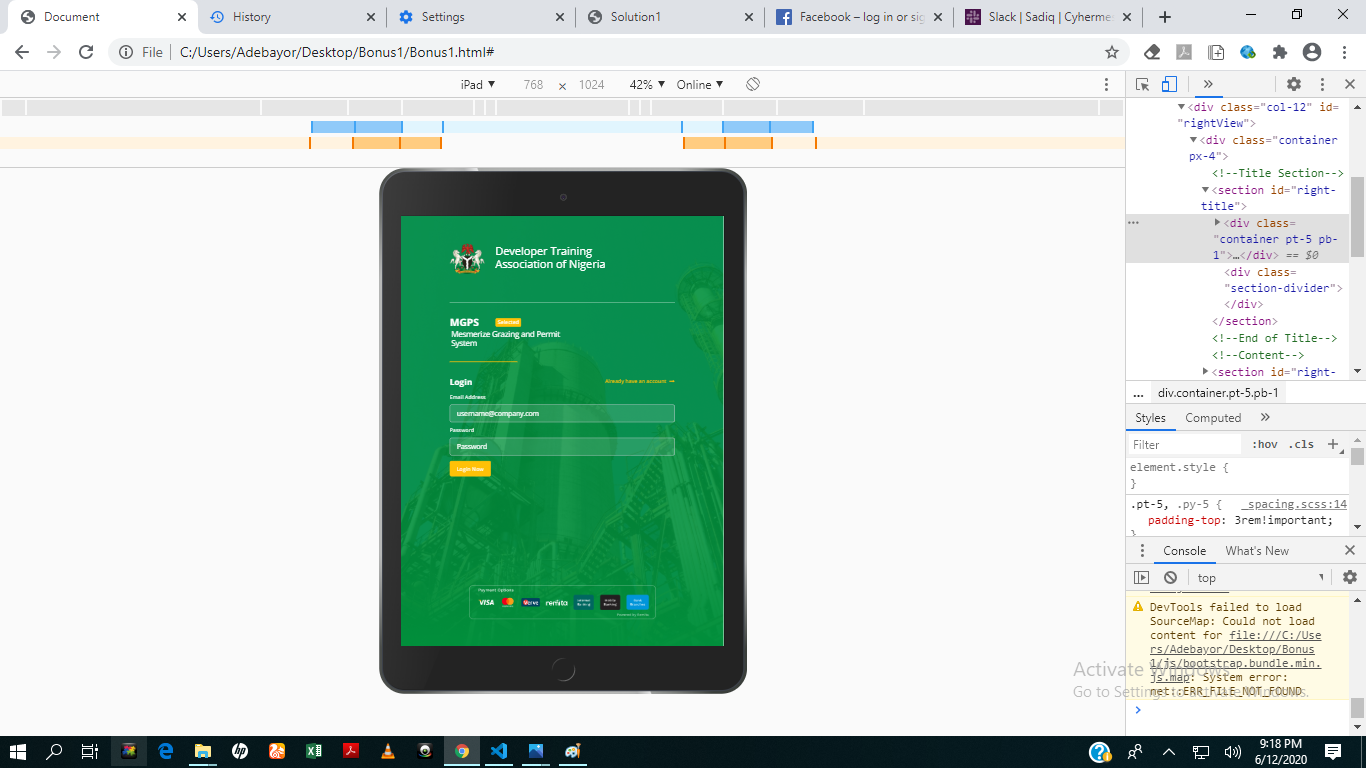 Document
History
Settings
Solution1
Facebook – log in or sig
Slack | Sadiq | Cyherme
File | C:/Users/Adebayor/Desktop/Bonus1/Bonus1.html#
iPad ▼ 768 x 1024 42% ▼ Online ▼
Developer Training
Association of Nigeria
MGPS Selected
Mesmerize Grazing and Permit
System
Login Already have an account
Email Address
username@company.com
Password
Password
Login Now
Payment Options
VISA Verve remita
<div class="col-12" id=
"rightView">
<div class="container
px-4">
<!--Title Section-->
<section id="right-
title">
<div class=
"container pt-5 pb-
1">…</div> == $0
<div class=
"section-divider">
</div>
</section>
<!--End of Title-->
<!--Content-->
<section id="right-
... div.container.pt-5.pb-1
Styles Computed »
Filter :hov .cls +
element.style {
}
.pt-5, .py-5 { _spacing.scss:14
padding-top: 3rem!important;
}
Console What's New
top
DevTools failed to load
SourceMap: Could not load
content for file:///C:/Use
rs/Adebayor/Desktop/Bonus
1/js/bootstrap.bundle.min.
js.map: System error:
net::ERR_FILE_NOT_FOUND
Activate Windows
Go to Settings to activate Windows.
9:18 PM
6/12/2020